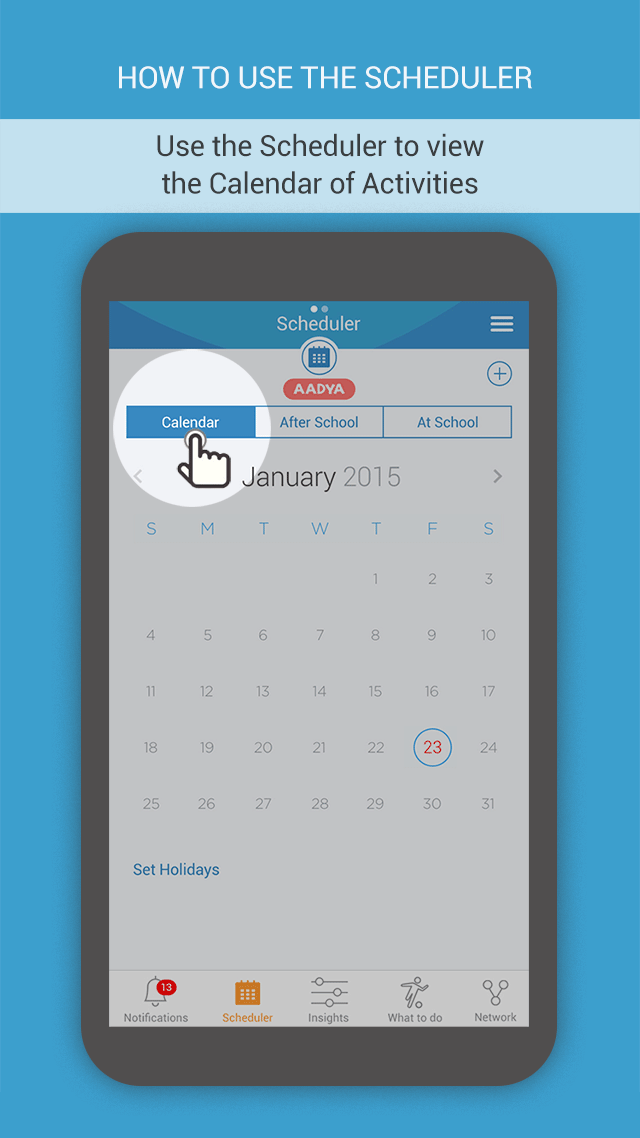 HOW TO USE THE SCHEDULER
Use the Scheduler to view
the Calendar of Activities
Scheduler
AADYA
Calendar After School At School
January 2015
S M T W T F S
1 2 3
4 5 6 7 8 9 10
11 12 13 14 15 16 17
18 19 20 21 22 23 24
25 26 27 28 29 30 31
Set Holidays
13
Notifications Scheduler Insights What to do Network